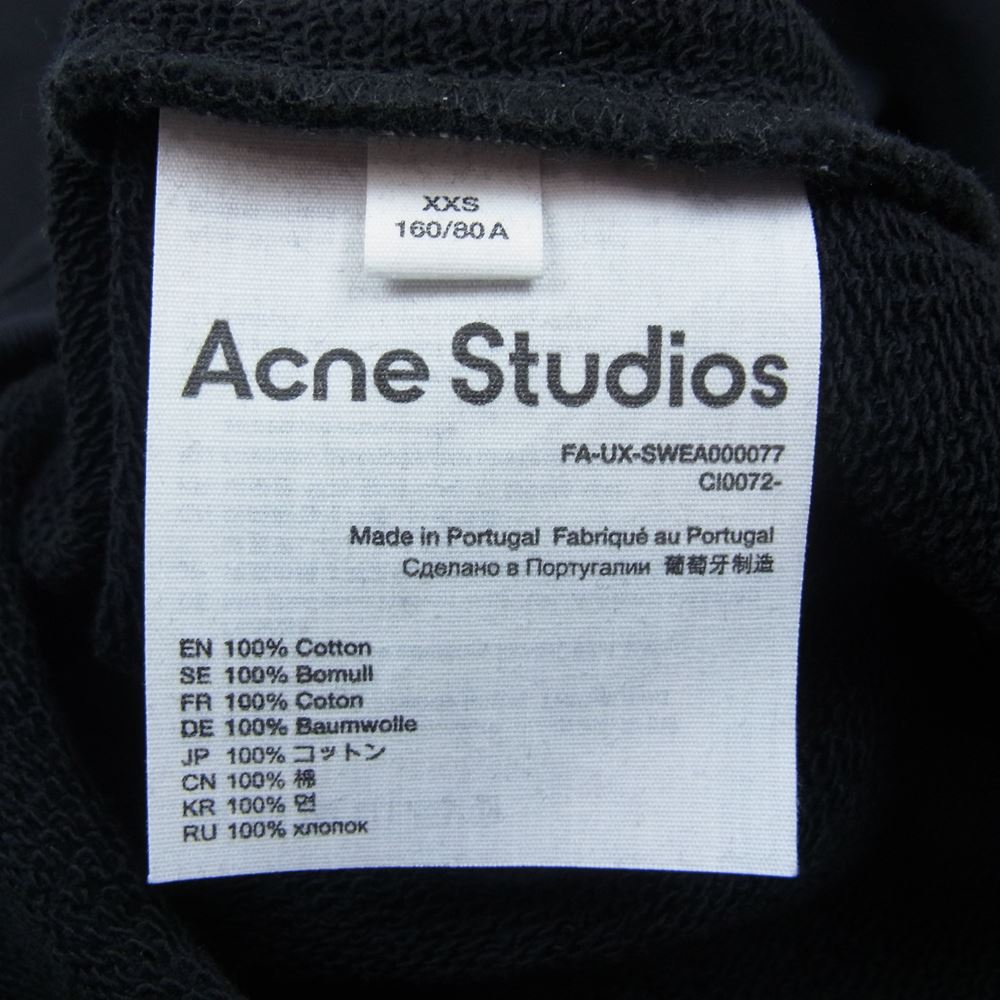 XXS
160/80A
Acne Studios
FA-UX-SWEA000077
CI0072-
Made in Portugal Fabriqué au Portugal
Сделано в Португалии 葡萄牙制造
EN 100% Cotton
SE 100% Bomull
FR 100% Coton
DE 100% Baumwolle
JP 100% コットン
CN 100% 棉
KR 100% 면
RU 100% хлопок